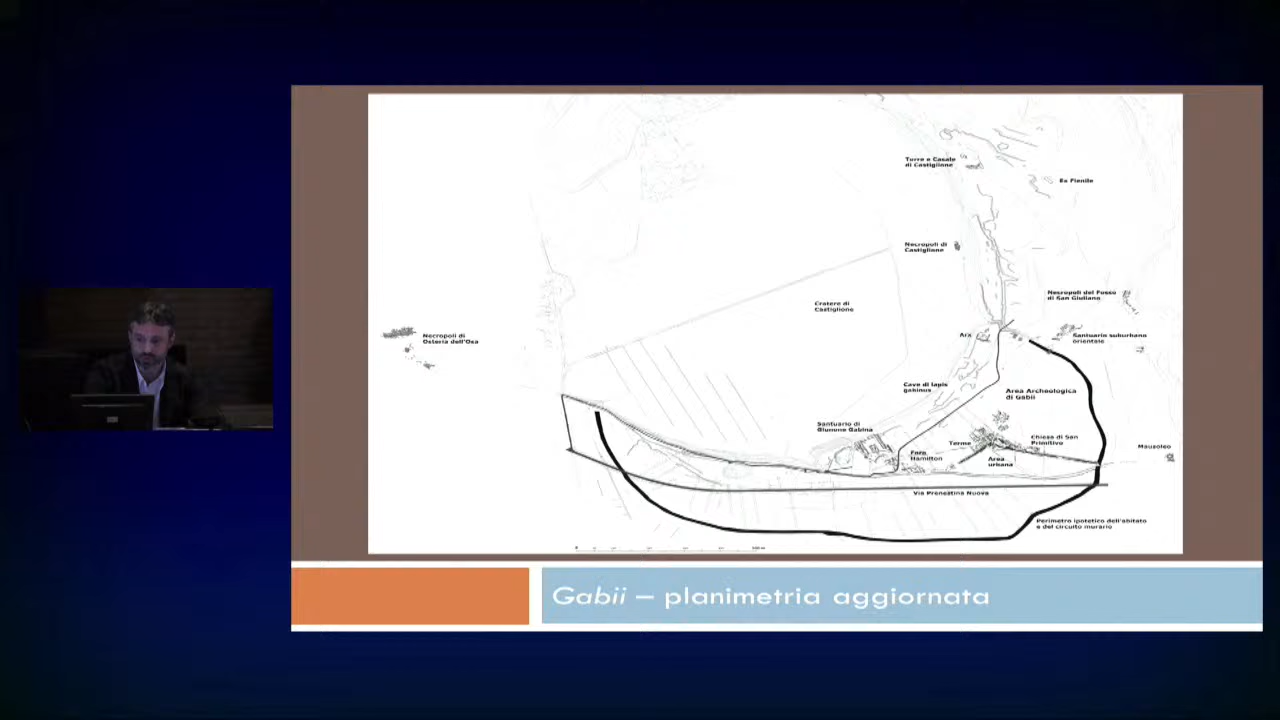 Torre e Casale
di Castiglione
Ex Fienile
Necropoli di
Castiglione
Necropoli del Fosso
di San Giuliano
Cratere di
Castiglione
Necropoli di
Osteria dell'Osa
Arx
Santuario suburbano
orientale
Cave di lapis
gabinus
Area Archeologica
di Gabii
Santuario di
Giunone Gabina
Terme
Chiesa di San
Primitivo
Foro
Hamilton
Area
urbana
Mausoleo
Via Prenestina Nuova
Perimetro ipotetico dell'abitato
e del circuito murario
Gabii – planimetria aggiornata